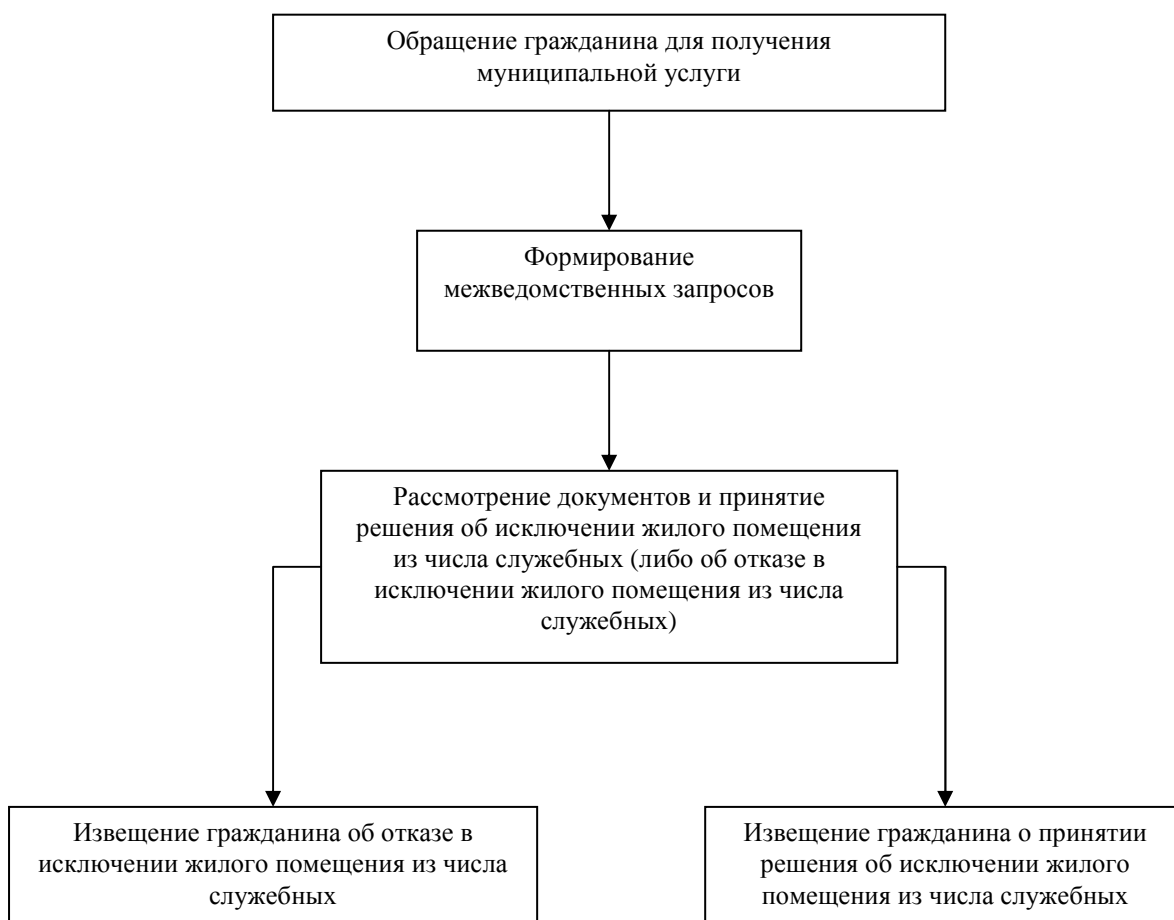 Обращение гражданина для получения
муниципальной услуги
Формирование
межведомственных запросов
Рассмотрение документов и принятие
решения об исключении жилого помещения
из числа служебных (либо об отказе в
исключении жилого помещения из числа
служебных)
Извещение гражданина об отказе в
исключении жилого помещения из числа
служебных
Извещение гражданина о принятии
решения об исключении жилого
помещения из числа служебных